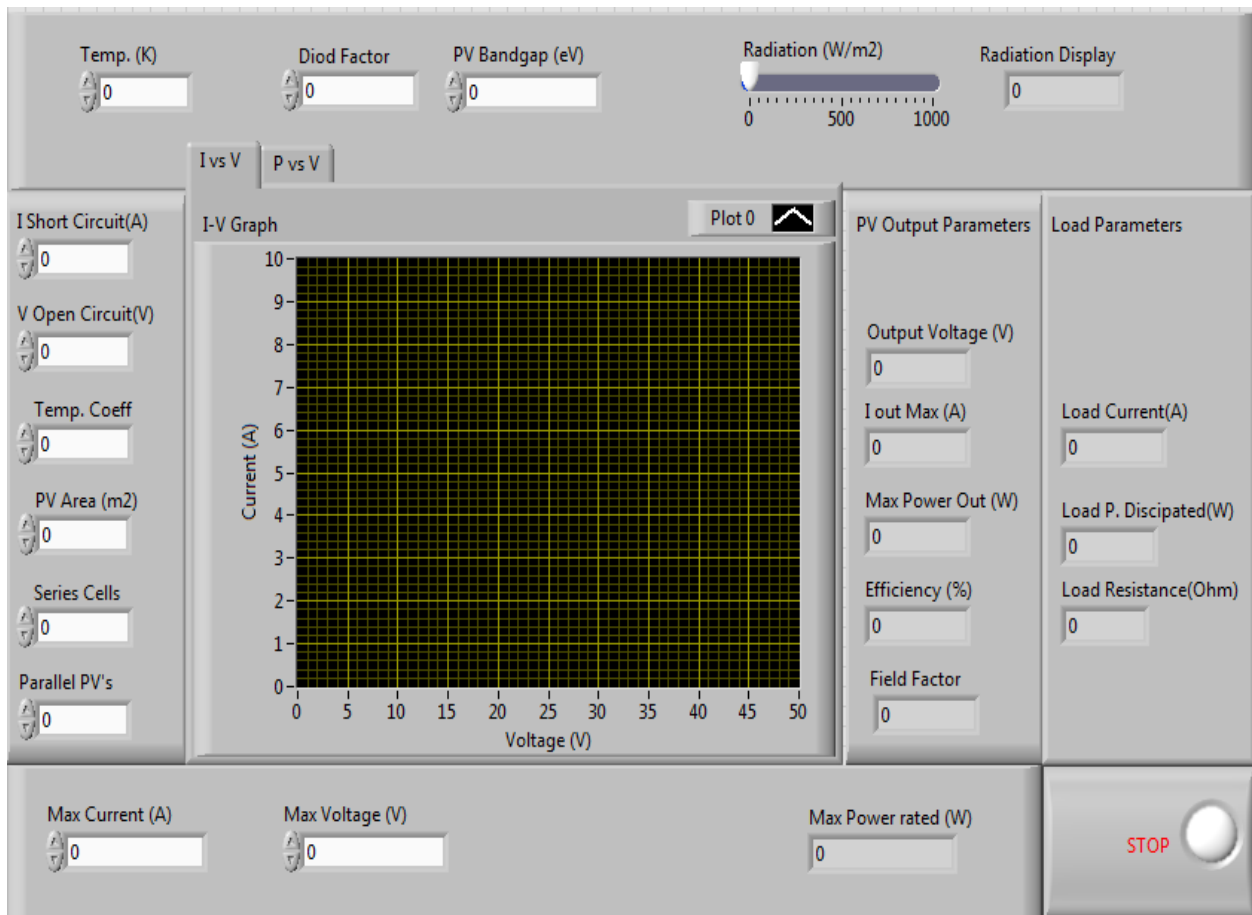 Temp. (K)
0
Diod Factor
0
PV Bandgap (eV)
0
Radiation (W/m2)
0 500 1000
Radiation Display
0
I vs V
P vs V
I Short Circuit(A)
0
V Open Circuit(V)
0
Temp. Coeff
0
PV Area (m2)
0
Series Cells
0
Parallel PV's
0
I-V Graph
Plot 0
Current (A)
10
9
8
7
6
5
4
3
2
1
0
0 5 10 15 20 25 30 35 40 45 50
Voltage (V)
PV Output Parameters
Output Voltage (V)
0
I out Max (A)
0
Max Power Out (W)
0
Efficiency (%)
0
Field Factor
0
Load Parameters
Load Current(A)
0
Load P. Discipated(W)
0
Load Resistance(Ohm)
0
Max Current (A)
0
Max Voltage (V)
0
Max Power rated (W)
0
STOP